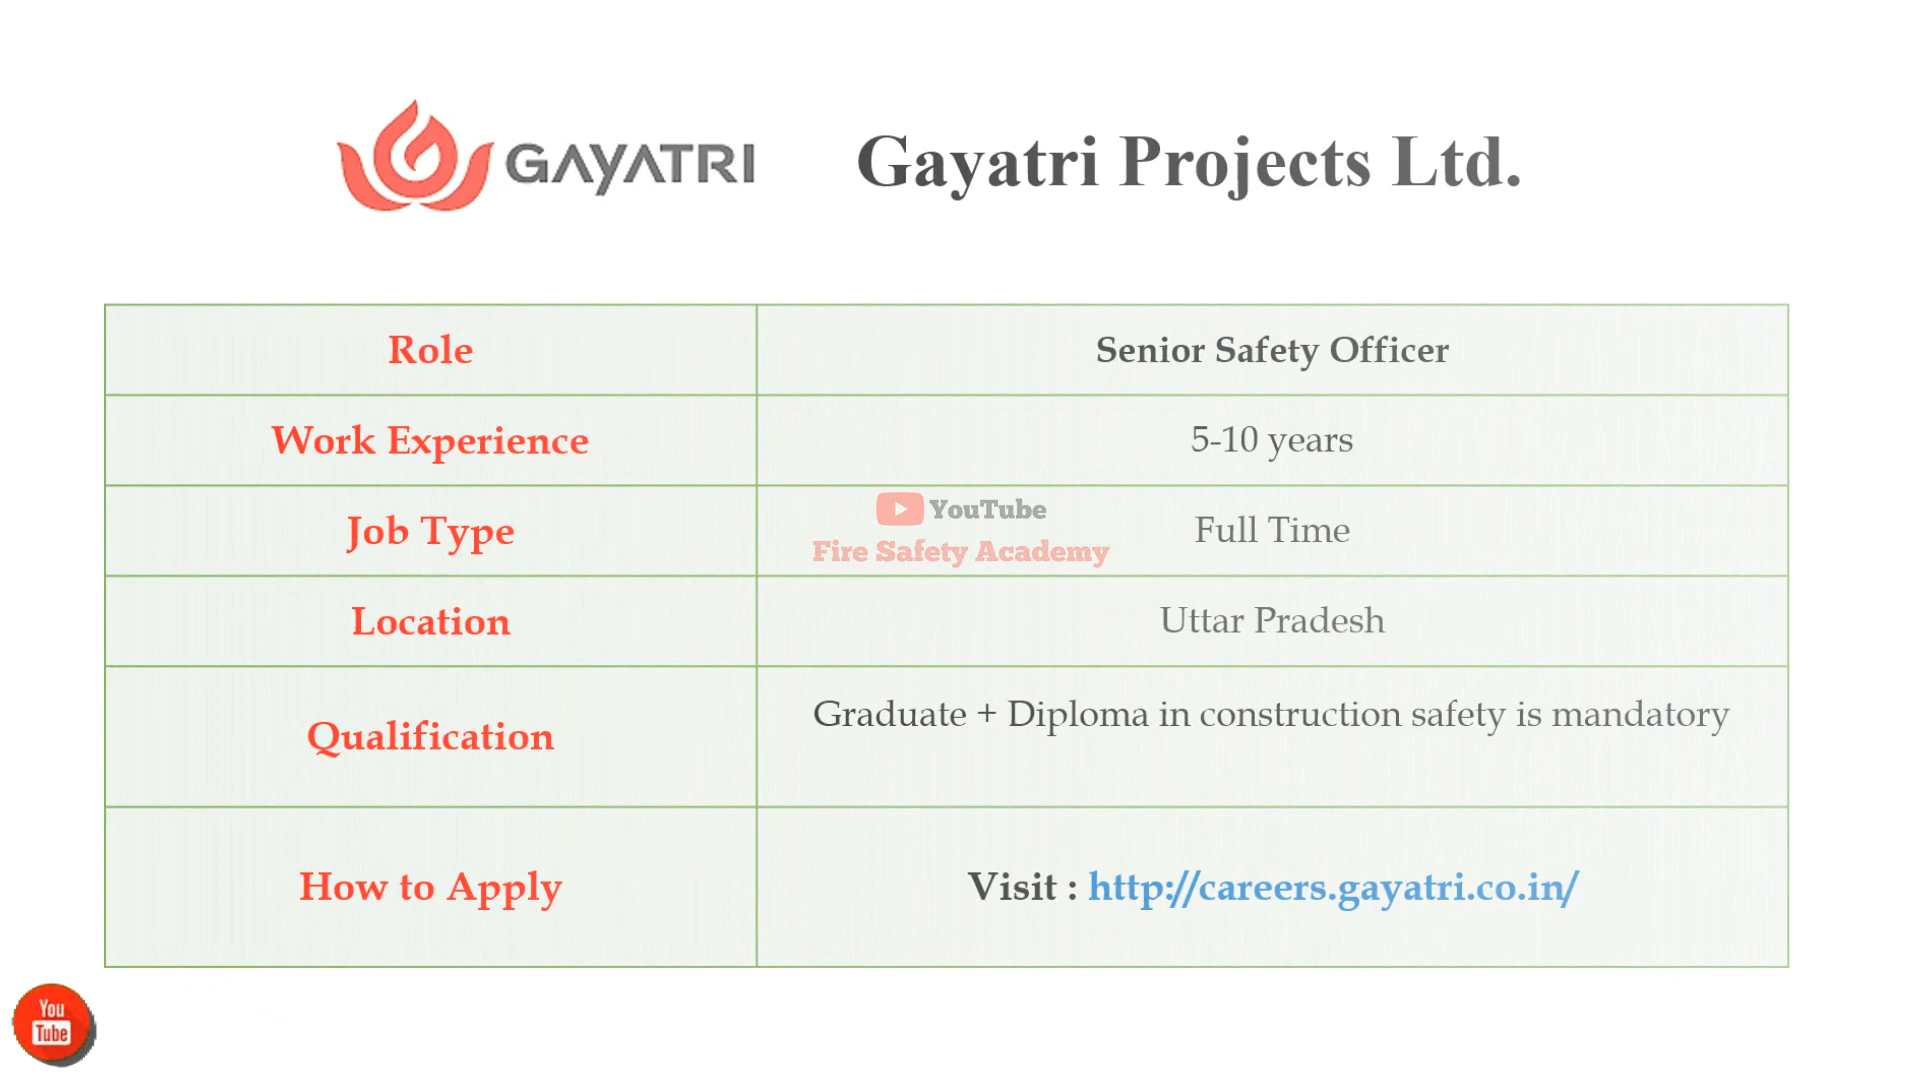 GAYATRI
Gayatri Projects Ltd.
Role
Senior Safety Officer
Work Experience
5-10 years
Job Type
YouTube
Fire Safety Academy
Full Time
Location
Uttar Pradesh
Qualification
Graduate + Diploma in construction safety is mandatory
How to Apply
Visit : http://careers.gayatri.co.in/
You
Tube